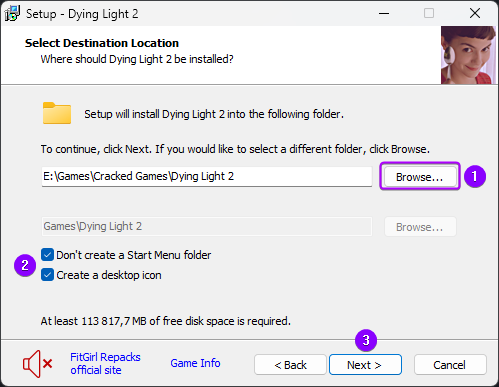 Setup - Dying Light 2
Select Destination Location
Where should Dying Light 2 be installed?
Setup will install Dying Light 2 into the following folder.
To continue, click Next. If you would like to select a different folder, click Browse.
E:\Games\Cracked Games\Dying Light 2
Browse...
1
Games\Dying Light 2
Browse...
2
Don't create a Start Menu folder
Create a desktop icon
At least 113 817,7 MB of free disk space is required.
3
FitGirl Repacks
official site
Game Info
< Back
Next >
Cancel